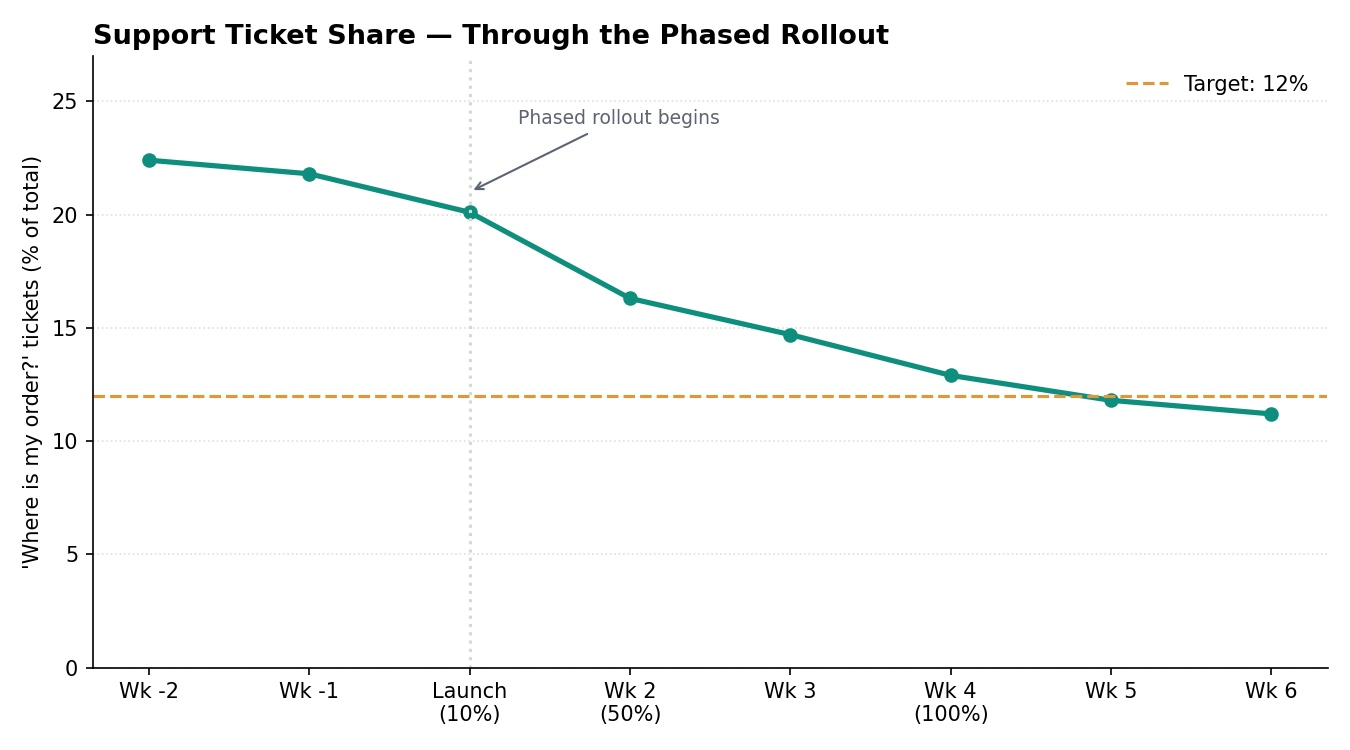 Support Ticket Share — Through the Phased Rollout
Target: 12%
Phased rollout begins
'Where is my order?' tickets (% of total)
25
20
15
10
5
0
Wk -2
Wk -1
Launch
(10%)
Wk 2
(50%)
Wk 3
Wk 4
(100%)
Wk 5
Wk 6